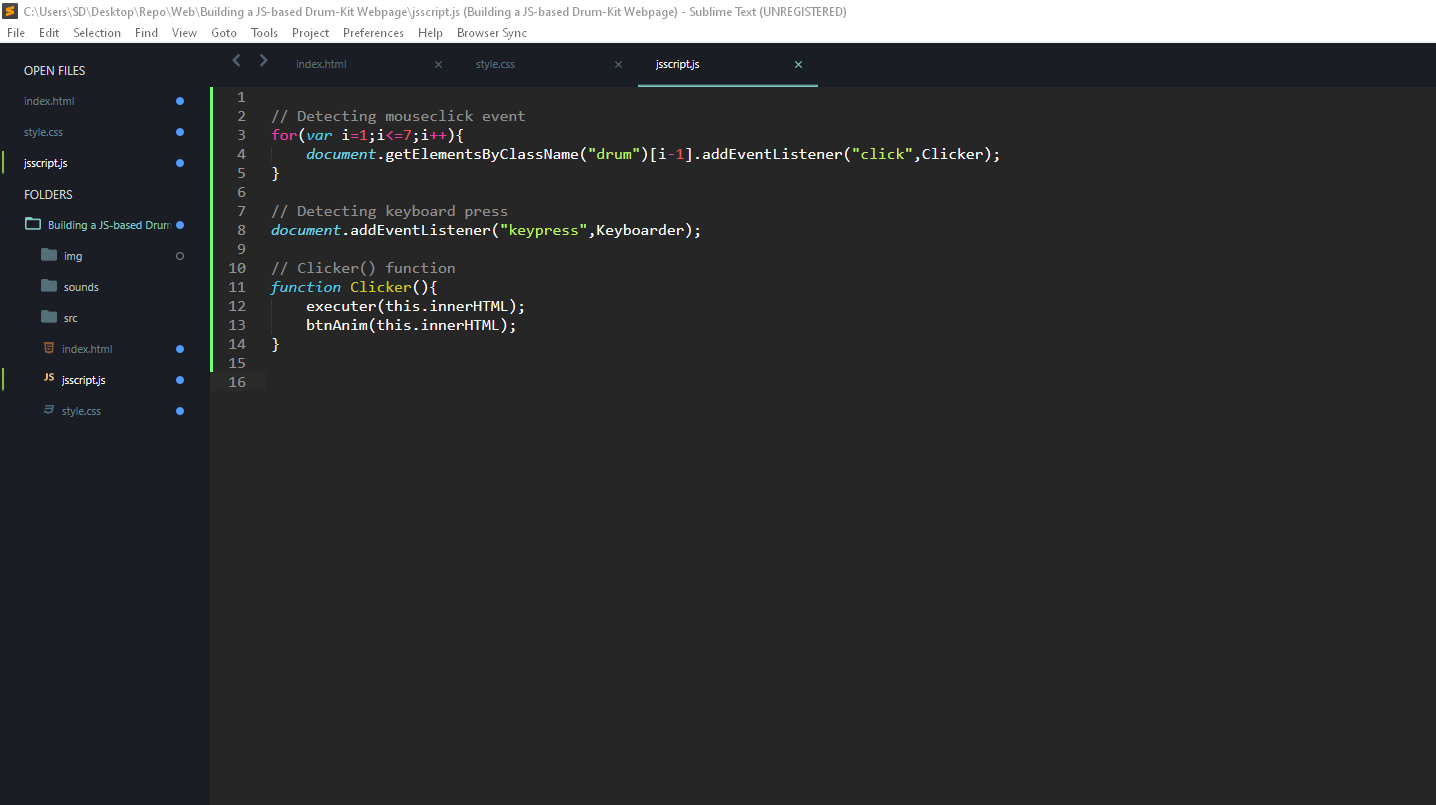 C:\Users\SD\Desktop\Repo\Web\Building a JS-based Drum-Kit Webpage\jsscript.js (Building a JS-based Drum-Kit Webpage) - Sublime Text (UNREGISTERED)
File Edit Selection Find View Goto Tools Project Preferences Help Browser Sync
OPEN FILES
index.html
style.css
jsscript.js
FOLDERS
Building a JS-based Drum
img
sounds
src
index.html
JS jsscript.js
style.css
index.html style.css jsscript.js
1
2 // Detecting mouseclick event
3 for(var i=1;i<=7;i++){
4     document.getElementsByClassName("drum")[i-1].addEventListener("click",Clicker);
5 }
6
7 // Detecting keyboard press
8 document.addEventListener("keypress",Keyboarder);
9
10 // Clicker() function
11 function Clicker(){
12     executer(this.innerHTML);
13     btnAnim(this.innerHTML);
14 }
15
16